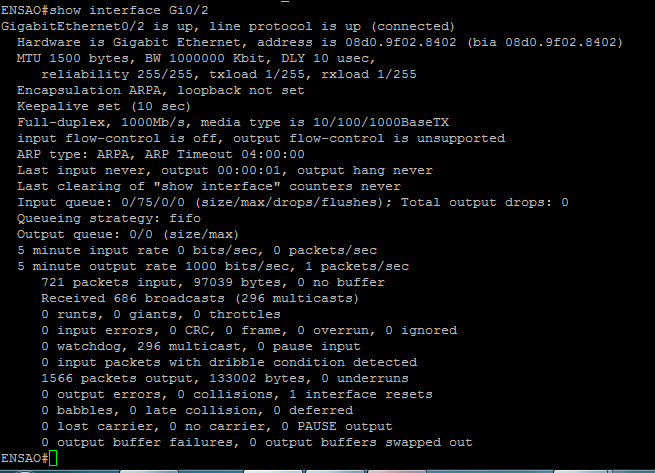 ENSAO#show interface Gi0/2
GigabitEthernet0/2 is up, line protocol is up (connected)
Hardware is Gigabit Ethernet, address is 08d0.9f02.8402 (bia 08d0.9f02.8402)
MTU 1500 bytes, BW 1000000 Kbit, DLY 10 usec,
reliability 255/255, txload 1/255, rxload 1/255
Encapsulation ARPA, loopback not set
Keepalive set (10 sec)
Full-duplex, 1000Mb/s, media type is 10/100/1000BaseTX
input flow-control is off, output flow-control is unsupported
ARP type: ARPA, ARP Timeout 04:00:00
Last input never, output 00:00:01, output hang never
Last clearing of "show interface" counters never
Input queue: 0/75/0/0 (size/max/drops/flushes); Total output drops: 0
Queueing strategy: fifo
Output queue: 0/0 (size/max)
5 minute input rate 0 bits/sec, 0 packets/sec
5 minute output rate 1000 bits/sec, 1 packets/sec
721 packets input, 97039 bytes, 0 no buffer
Received 686 broadcasts (296 multicasts)
0 runts, 0 giants, 0 throttles
0 input errors, 0 CRC, 0 frame, 0 overrun, 0 ignored
0 watchdog, 296 multicast, 0 pause input
0 input packets with dribble condition detected
1566 packets output, 133002 bytes, 0 underruns
0 output errors, 0 collisions, 1 interface resets
0 babbles, 0 late collision, 0 deferred
0 lost carrier, 0 no carrier, 0 PAUSE output
0 output buffer failures, 0 output buffers swapped out
ENSAO#